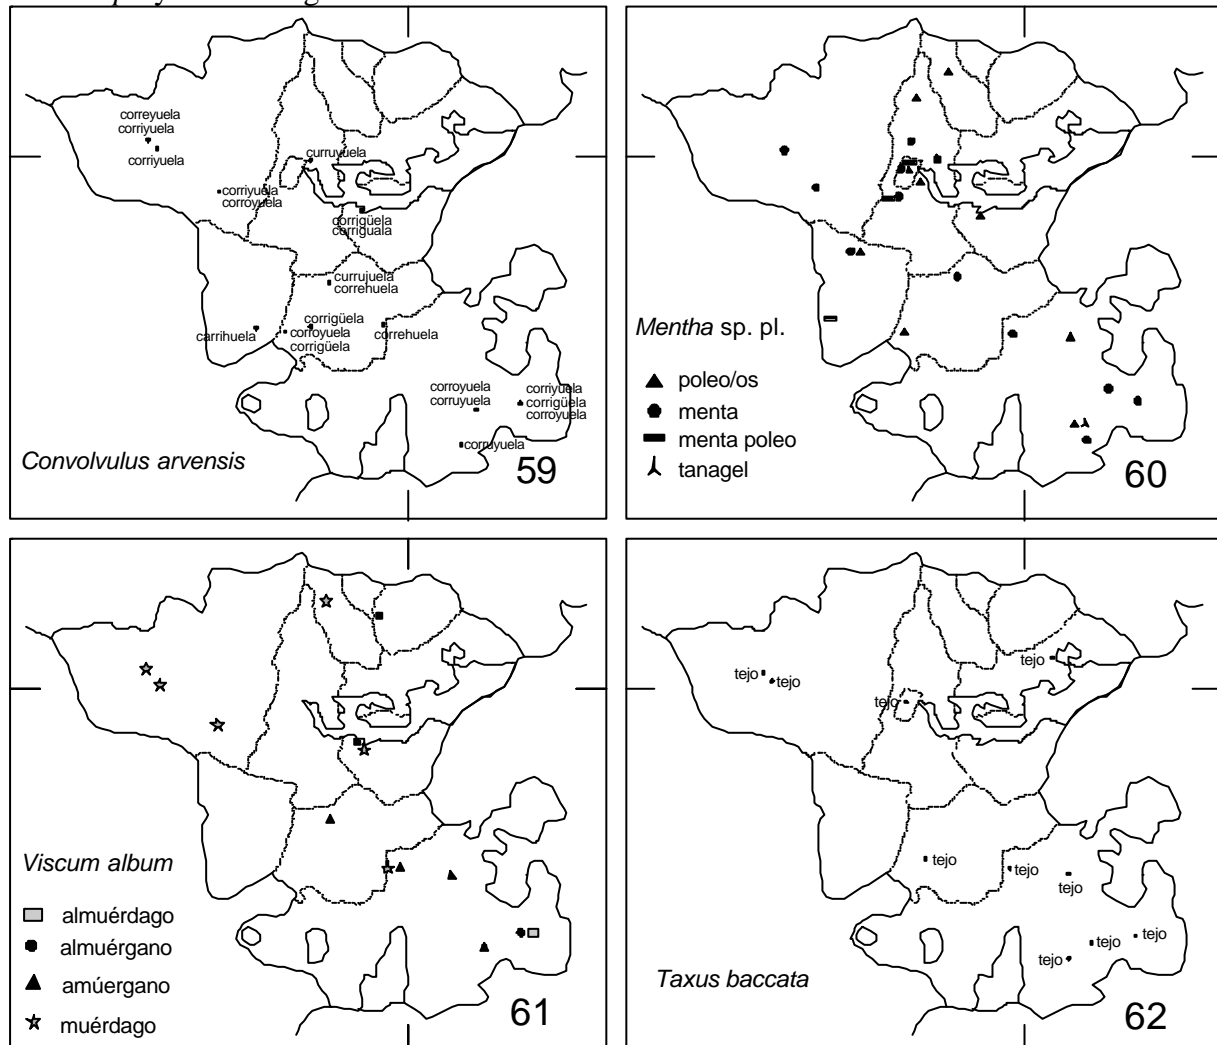 correyuela
corriyuela
corriyuela
curruyuela
corriyuela
corroyuela
corrigüela
corriguala
currujuela
correhuela
carrihuela
corrigüela
corroyuela
corrigüela
correhuela
corroyuela
corruyuela
corriyuela
corrigüela
corroyuela
corruyuela
Convolvulus arvensis
59
Mentha sp. pl.
poleo/os
menta
menta poleo
tanagel
60
Viscum album
almuérdago
almuérgano
amúergano
muérdago
61
tejo
tejo
tejo
tejo
tejo
tejo
tejo
tejo
tejo
tejo
Taxus baccata
62